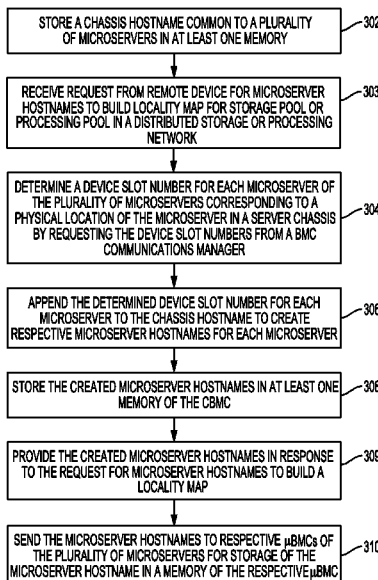 STORE A CHASSIS HOSTNAME COMMON TO A PLURALITY
OF MICROSERVERS IN AT LEAST ONE MEMORY
302
RECEIVE REQUEST FROM REMOTE DEVICE FOR MICROSERVER
HOSTNAMES TO BUILD LOCALITY MAP FOR STORAGE POOL OR
PROCESSING POOL IN A DISTRIBUTED STORAGE OR PROCESSING
NETWORK
303
DETERMINE A DEVICE SLOT NUMBER FOR EACH MICROSERVER OF
THE PLURALITY OF MICROSERVERS CORRESPONDING TO A
PHYSICAL LOCATION OF THE MICROSERVER IN A SERVER CHASSIS
BY REQUESTING THE DEVICE SLOT NUMBERS FROM A BMC
COMMUNICATIONS MANAGER
304
APPEND THE DETERMINED DEVICE SLOT NUMBER FOR EACH
MICROSERVER TO THE CHASSIS HOSTNAME TO CREATE
RESPECTIVE MICROSERVER HOSTNAMES FOR EACH MICROSERVER
306
STORE THE CREATED MICROSERVER HOSTNAMES IN AT LEAST ONE
MEMORY OF THE CBMC
308
PROVIDE THE CREATED MICROSERVER HOSTNAMES IN RESPONSE
TO THE REQUEST FOR MICROSERVER HOSTNAMES TO BUILD A
LOCALITY MAP
309
SEND THE MICROSERVER HOSTNAMES TO RESPECTIVE µBMCs OF
THE PLURALITY OF MICROSERVERS FOR STORAGE OF THE
MICROSERVER HOSTNAME IN A MEMORY OF THE RESPECTIVE µBMC
310